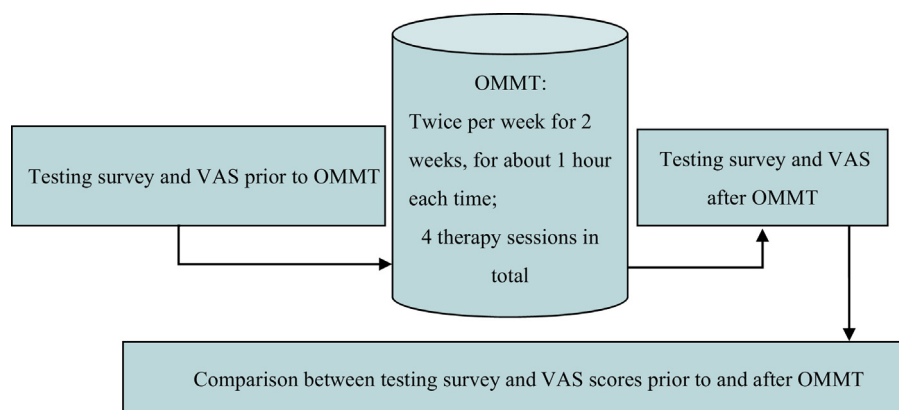 Testing survey and VAS prior to OMMT
OMMT:
Twice per week for 2
weeks, for about 1 hour
each time;
4 therapy sessions in
total
Testing survey and VAS
after OMMT
Comparison between testing survey and VAS scores prior to and after OMMT